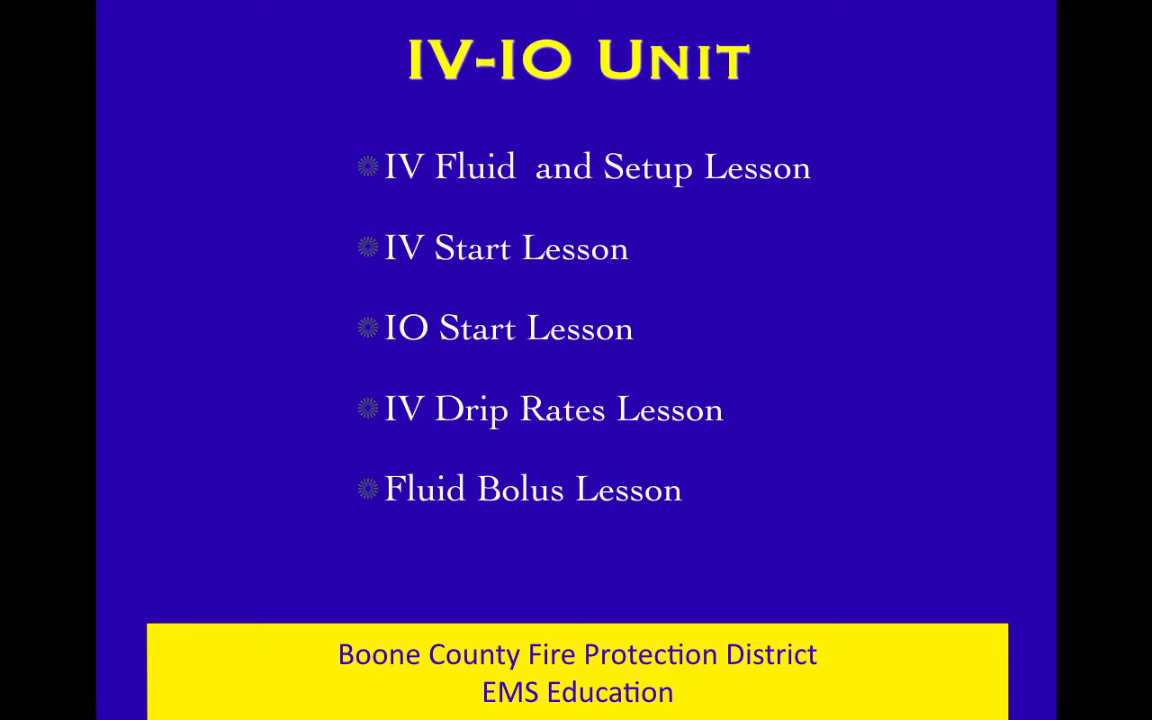 IV-IO Unit
IV Fluid  and Setup Lesson
IV Start Lesson
IO Start Lesson
IV Drip Rates Lesson
Fluid Bolus Lesson
Boone County Fire Protection District
EMS Education